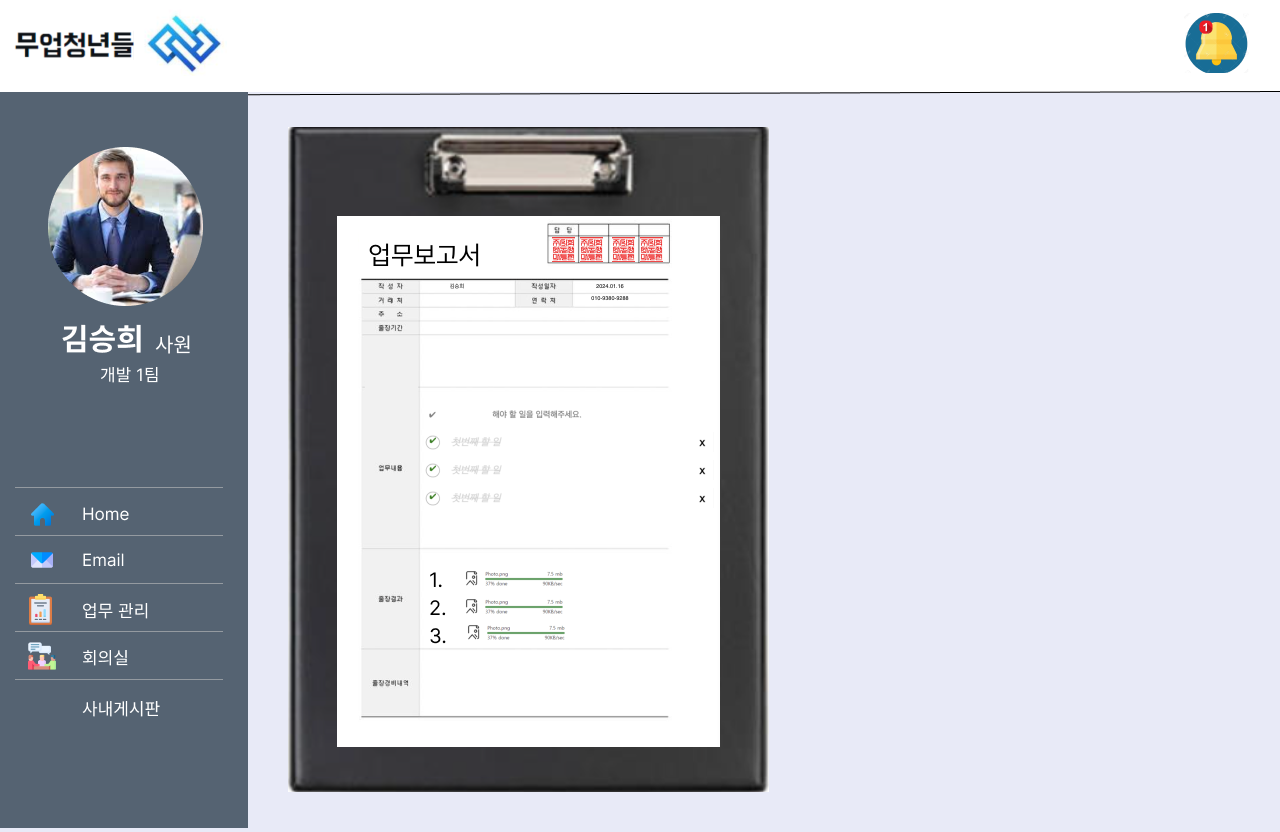 무업청년들
1
김승희 사원
개발 1팀
Home
Email
업무 관리
회의실
사내게시판
업무보고서
담 당
작 성 자 김승희 작성일자 2024.01.16
거 래 처 연 락 처 010-9380-9288
주 소
출장기간
✔ 해야 할 일을 입력해주세요.
✔ 첫번째 할 일 x
업무내용
✔ 첫번째 할 일 x
✔ 첫번째 할 일 x
출장결과
1. Photo.png 7.5 mb
37% done 90KB/sec
2. Photo.png 7.5 mb
37% done 90KB/sec
3. Photo.png 7.5 mb
37% done 90KB/sec
출장경비내역